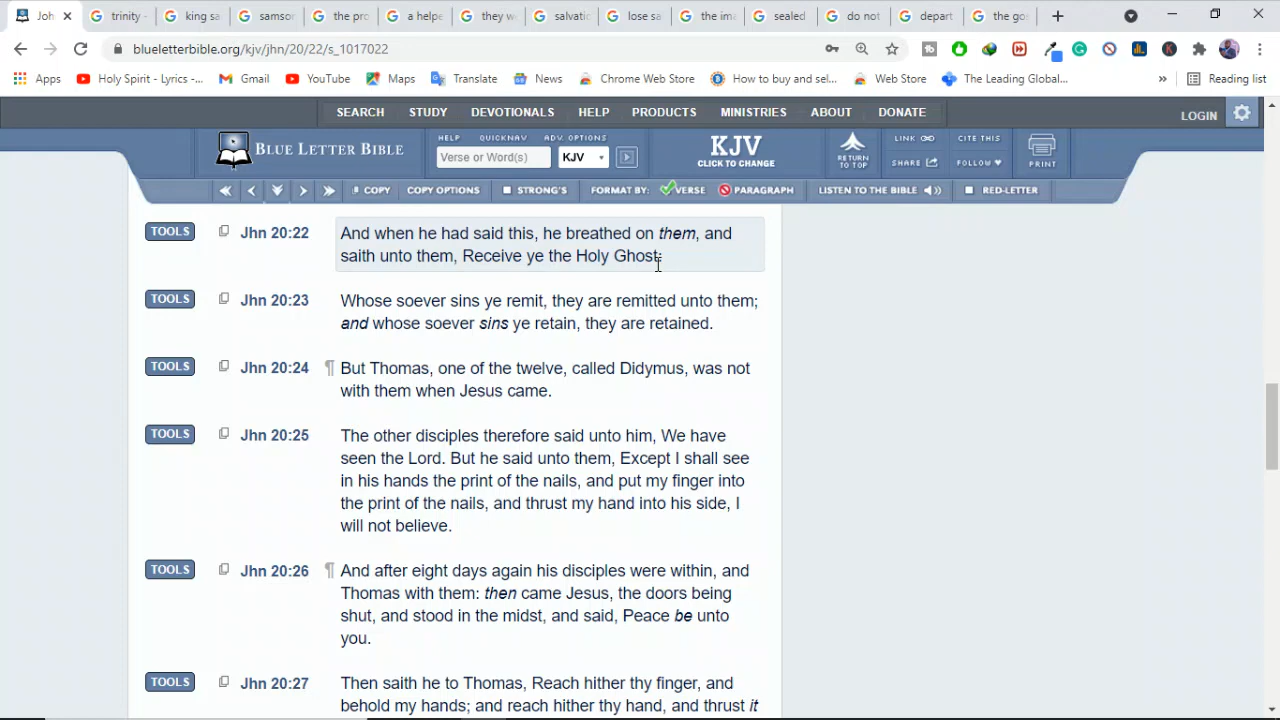 Joh
trinity -
king sa
samsor
the pro
a helpe
they w
salvatic
lose sa
the ima
sealed
do not
depart
the go
blueletterbible.org/kjv/jhn/20/22/s_1017022
Apps
Holy Spirit - Lyrics -...
Gmail
YouTube
Maps
Translate
News
Chrome Web Store
How to buy and sel...
Web Store
The Leading Global...
»
Reading list
SEARCH STUDY DEVOTIONALS HELP PRODUCTS MINISTRIES ABOUT DONATE
LOGIN
BLUE LETTER BIBLE
HELP QUICKNAV ADV. OPTIONS
Verse or Word(s)
KJV
KJV
CLICK TO CHANGE
RETURN
TO TOP
LINK
CITE THIS
SHARE
FOLLOW
PRINT
COPY
COPY OPTIONS
STRONG'S
FORMAT BY:
VERSE
PARAGRAPH
LISTEN TO THE BIBLE
RED-LETTER
TOOLS Jhn 20:22 And when he had said this, he breathed on them, and
saith unto them, Receive ye the Holy Ghost:
TOOLS Jhn 20:23 Whose soever sins ye remit, they are remitted unto them;
and whose soever sins ye retain, they are retained.
TOOLS Jhn 20:24 ¶ But Thomas, one of the twelve, called Didymus, was not
with them when Jesus came.
TOOLS Jhn 20:25 The other disciples therefore said unto him, We have
seen the Lord. But he said unto them, Except I shall see
in his hands the print of the nails, and put my finger into
the print of the nails, and thrust my hand into his side, I
will not believe.
TOOLS Jhn 20:26 ¶ And after eight days again his disciples were within, and
Thomas with them: then came Jesus, the doors being
shut, and stood in the midst, and said, Peace be unto
you.
TOOLS Jhn 20:27 Then saith he to Thomas, Reach hither thy finger, and
behold my hands; and reach hither thy hand, and thrust it